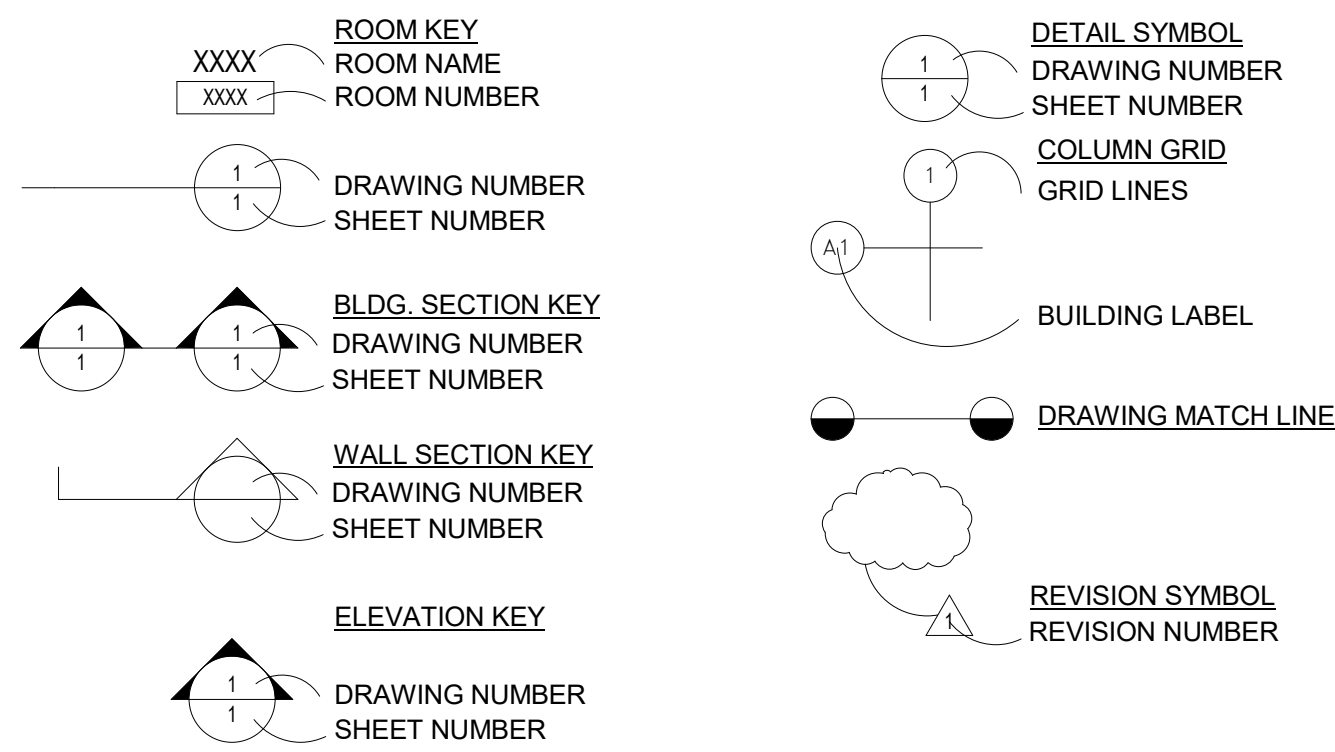 ROOM KEY
XXXX ROOM NAME
XXXX ROOM NUMBER
1 DRAWING NUMBER
1 SHEET NUMBER
BLDG. SECTION KEY
1 1 DRAWING NUMBER
1 1 SHEET NUMBER
WALL SECTION KEY
DRAWING NUMBER
SHEET NUMBER
ELEVATION KEY
1 DRAWING NUMBER
1 SHEET NUMBER
DETAIL SYMBOL
1 DRAWING NUMBER
1 SHEET NUMBER
COLUMN GRID
1 GRID LINES
A1
BUILDING LABEL
DRAWING MATCH LINE
REVISION SYMBOL
1 REVISION NUMBER